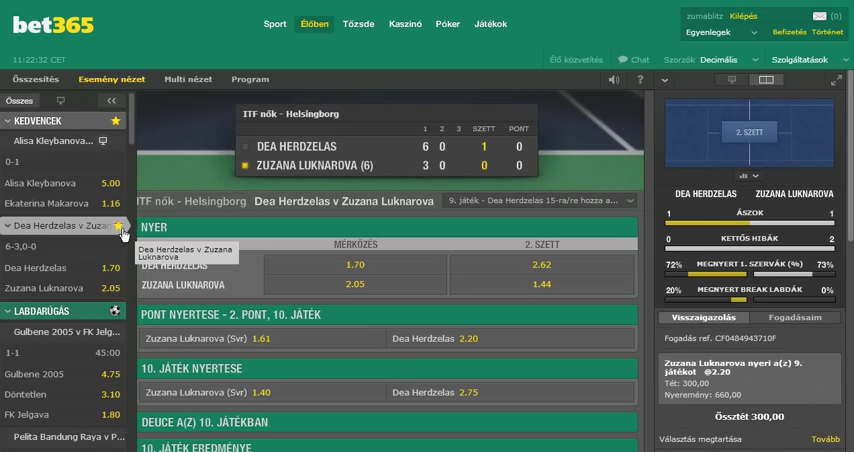 bet365
Sport Élőben Tőzsde Kaszinó Póker Játékok
zumablitz Kilépés (0)
Egyenlegek Befizetés Történet
11:22:32 CET
Élő közvetítés Chat Szorzók Decimális Szolgáltatások
Összesítés Esemény nézet Multi nézet Program
Összes
KEDVENCEK
Alisa Kleybanova...
0-1
Alisa Kleybanova 5.00
Ekaterina Makarova 1.16
Dea Herdzelas v Zuzan
6-3,0-0
Dea Herdzelas 1.70
Zuzana Luknarova 2.05
LABDARÚGÁS
Gulbene 2005 v FK Jelg...
1-1 45:00
Gulbene 2005 4.75
Döntetlen 3.10
FK Jelgava 1.80
Pelita Bandung Raya v P...
ITF nők - Helsingborg
1 2 3 SZETT PONT
DEA HERDZELAS 6 0 1 0
ZUZANA LUKNAROVA (6) 3 0 0 0
ITF nők - Helsingborg Dea Herdzelas v Zuzana Luknarova 9. játék - Dea Herdzelas 15-ra/re hozza a...
NYER
MÉRKŐZÉS 2. SZETT
Dea Herdzelas v Zuzana
Luknarova
DEA HERDZELAS 1.70 2.62
ZUZANA LUKNAROVA 2.05 1.44
PONT NYERTESE - 2. PONT, 10. JÁTÉK
Zuzana Luknarova (Svr) 1.61 Dea Herdzelas 2.20
10. JÁTÉK NYERTESE
Zuzana Luknarova (Svr) 1.40 Dea Herdzelas 2.75
DEUCE A(Z) 10. JÁTÉKBAN
10. JÁTÉK EREDMÉNYE
2. SZETT
DEA HERDZELAS ZUZANA LUKNAROVA
1 ÁSZOK 1
0 KETTŐS HIBÁK 2
72% MEGNYERT 1. SZERVÁK (%) 73%
20% MEGNYERT BREAK LABDÁK 0%
Visszaigazolás Fogadásaim
Fogadás ref. CF0484943710F
Zuzana Luknarova nyeri a(z) 9.
játékot @2.20
Tét: 300,00
Nyeremény: 660,00
Össztét 300,00
Választás megtartása Tovább